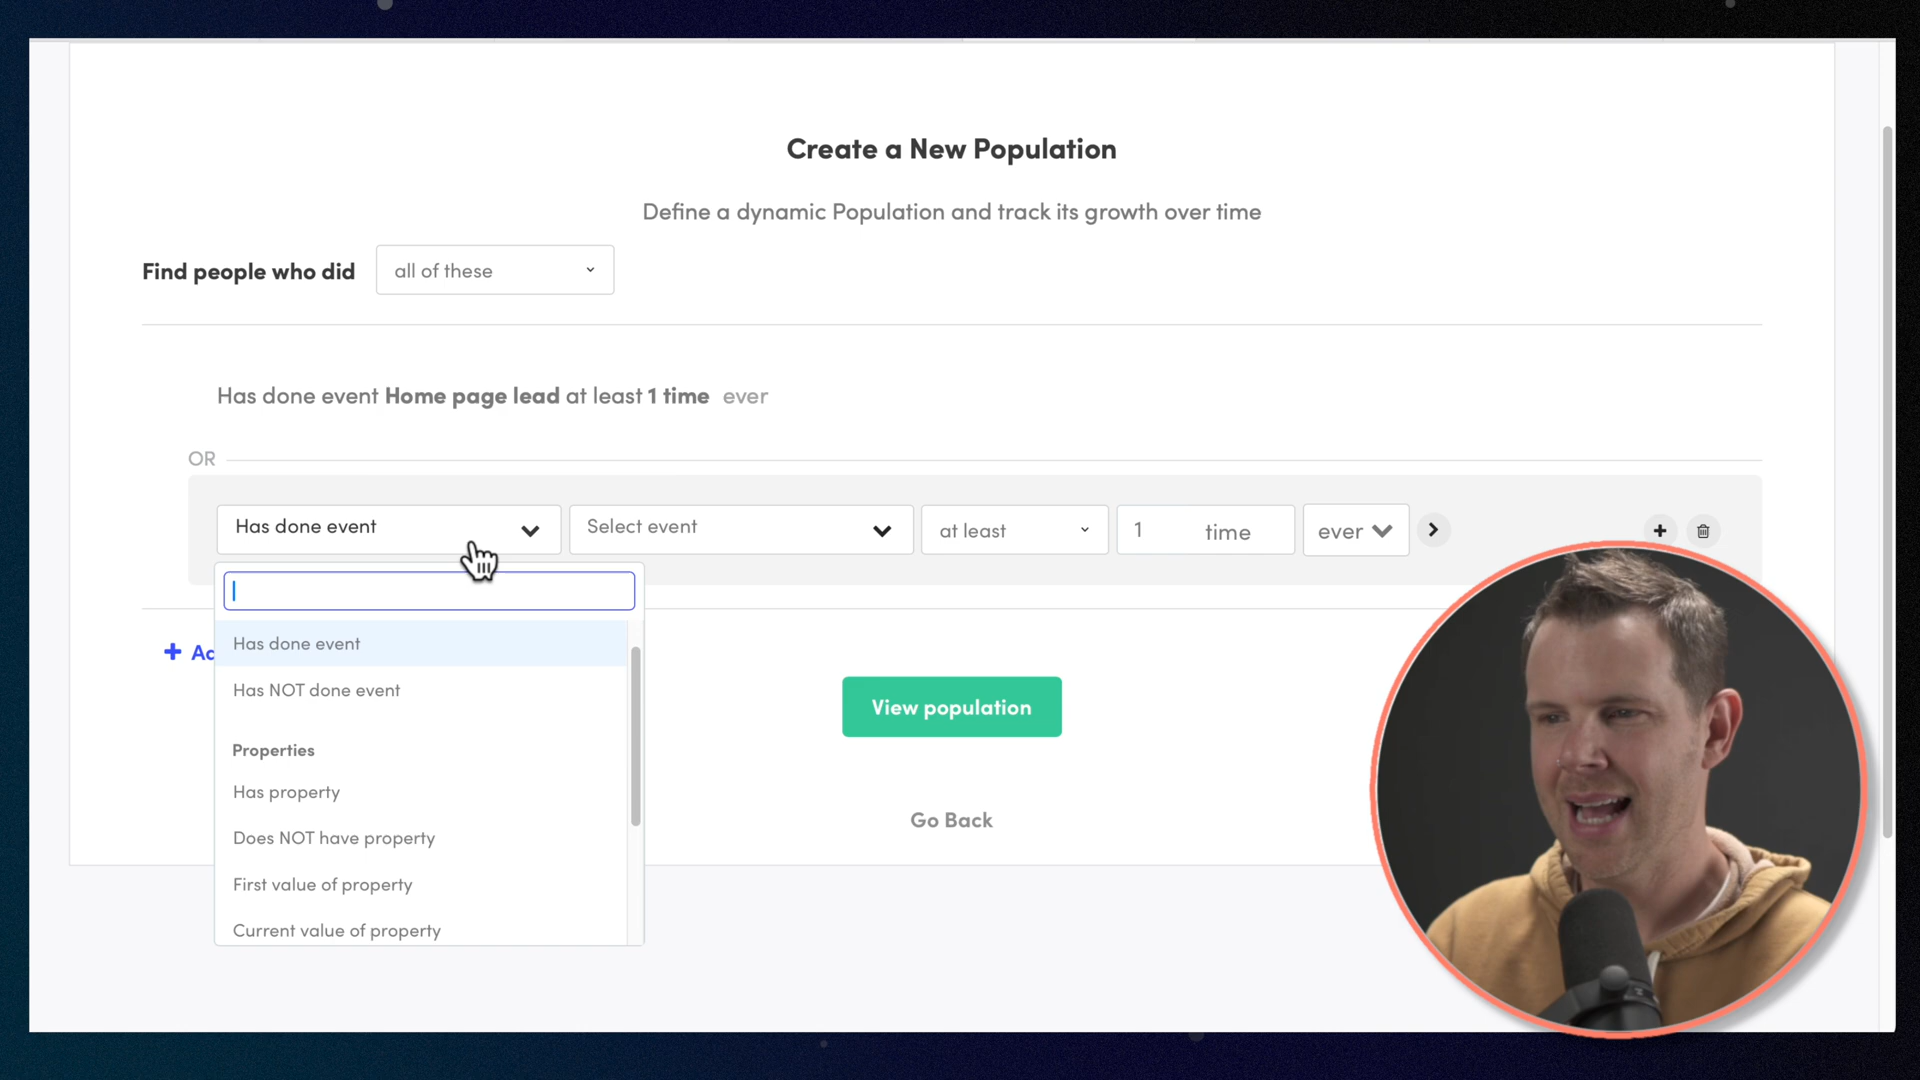 Create a New Population
Define a dynamic Population and track its growth over time
Find people who did all of these
Has done event Home page lead at least 1 time ever
OR
Has done event Select event at least 1 time ever
Has done event
Has NOT done event
Properties
Has property
Does NOT have property
First value of property
Current value of property
View population
Go Back